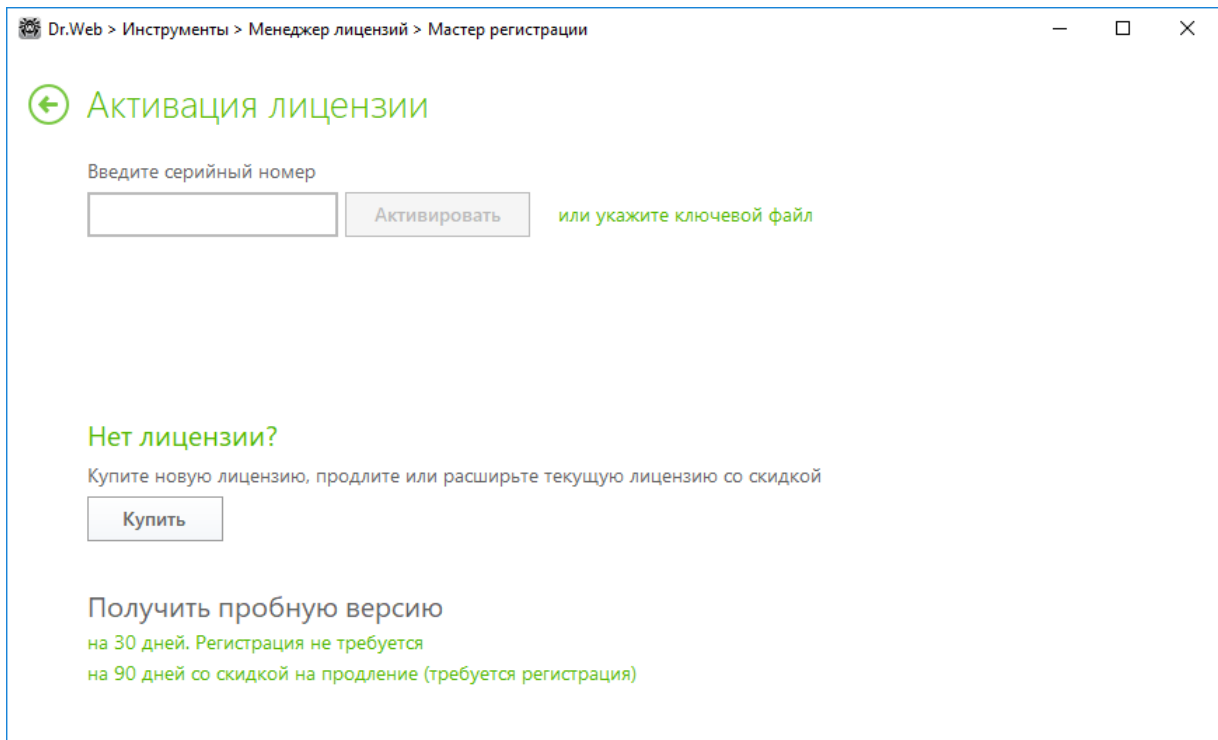 Dr.Web > Инструменты > Менеджер лицензий > Мастер регистрации
Активация лицензии
Введите серийный номер
Активировать или укажите ключевой файл
Нет лицензии?
Купите новую лицензию, продлите или расширьте текущую лицензию со скидкой
Купить
Получить пробную версию
на 30 дней. Регистрация не требуется
на 90 дней со скидкой на продление (требуется регистрация)